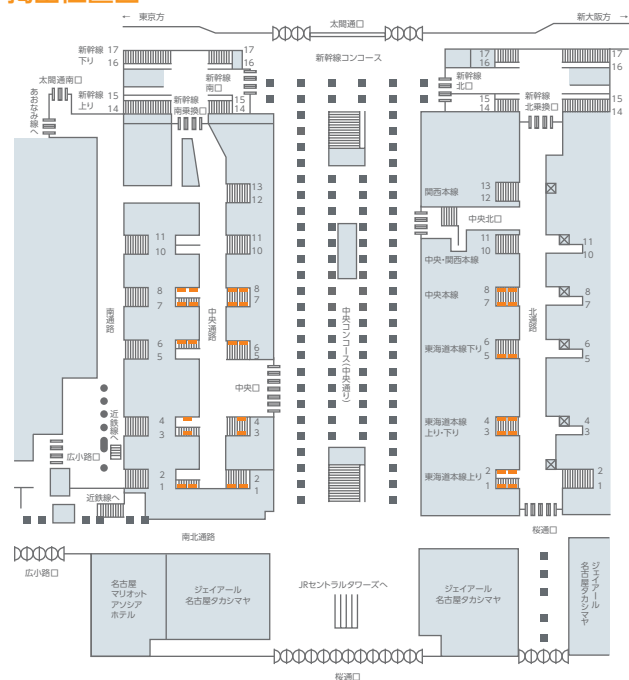 ← 東京方
太閤通口
新大阪方 →
新幹線 17
下り 16
17
16
新幹線コンコース
17
16
17
16
太閤通南口
新幹線
南口
新幹線
北口
新幹線
上り
15
14
15
14
15
14
15
14
あおなみ線へ
新幹線
南乗換口
新幹線
北乗換口
13
12
関西本線
13
12
中央北口
11
10
11
10
11
10
11
10
中央・関西本線
南通路
中央通路
中央コンコース(中央通り)
北通路
8
7
8
7
中央本線
8
7
8
7
6
5
6
5
東海道本線下り
6
5
6
5
中央口
近鉄線へ
4
3
4
3
4
3
東海道本線
上り・下り
4
3
4
3
広小路口
2
1
2
1
東海道本線上り
2
1
2
1
近鉄線へ
南北通路
桜通口
広小路口
名古屋
マリオット
アソシア
ホテル
ジェイアール
名古屋タカシマヤ
JRセントラルタワーズへ
ジェイアール
名古屋タカシマヤ
ジェイアール
名古屋タカシマヤ
桜通口